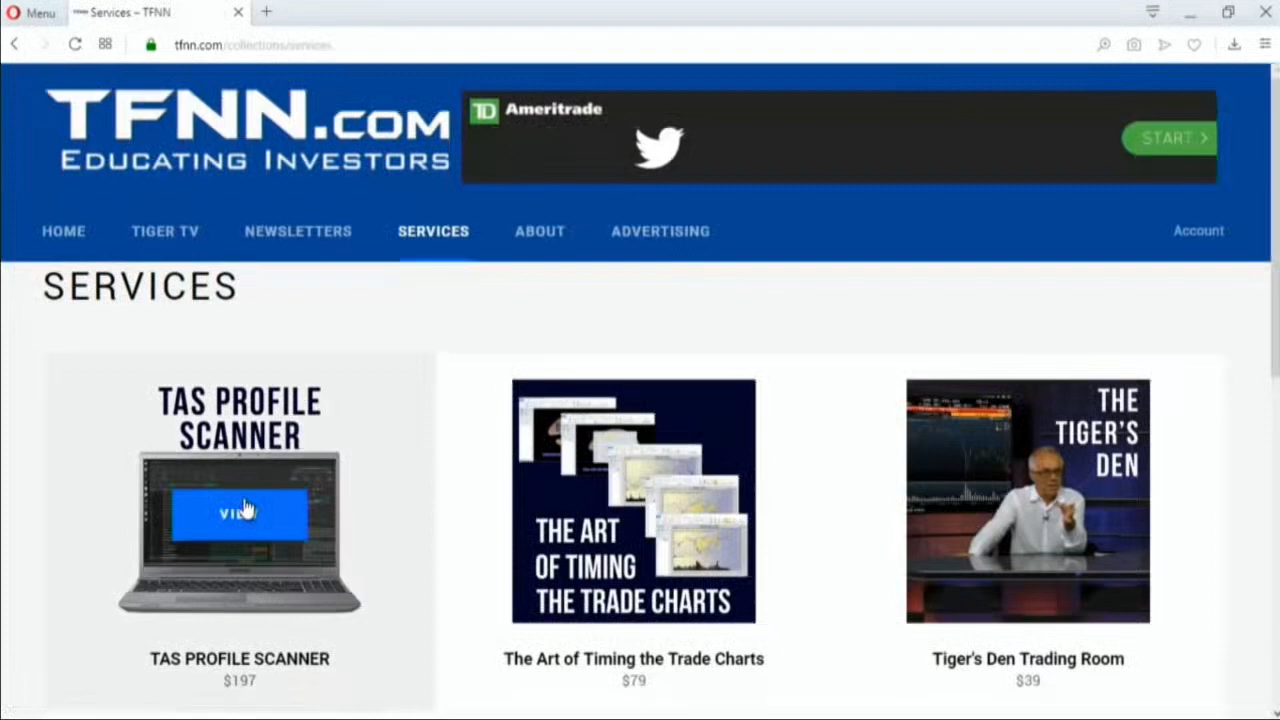 Menu
Services – TFNN
tfnn.com/collections/services
TFNN.COM
EDUCATING INVESTORS
TD Ameritrade
START >
HOME
TIGER TV
NEWSLETTERS
SERVICES
ABOUT
ADVERTISING
Account
SERVICES
TAS PROFILE
SCANNER
THE ART
OF TIMING
THE TRADE CHARTS
THE
TIGER'S
DEN
TAS PROFILE SCANNER
$197
The Art of Timing the Trade Charts
$79
Tiger's Den Trading Room
$39